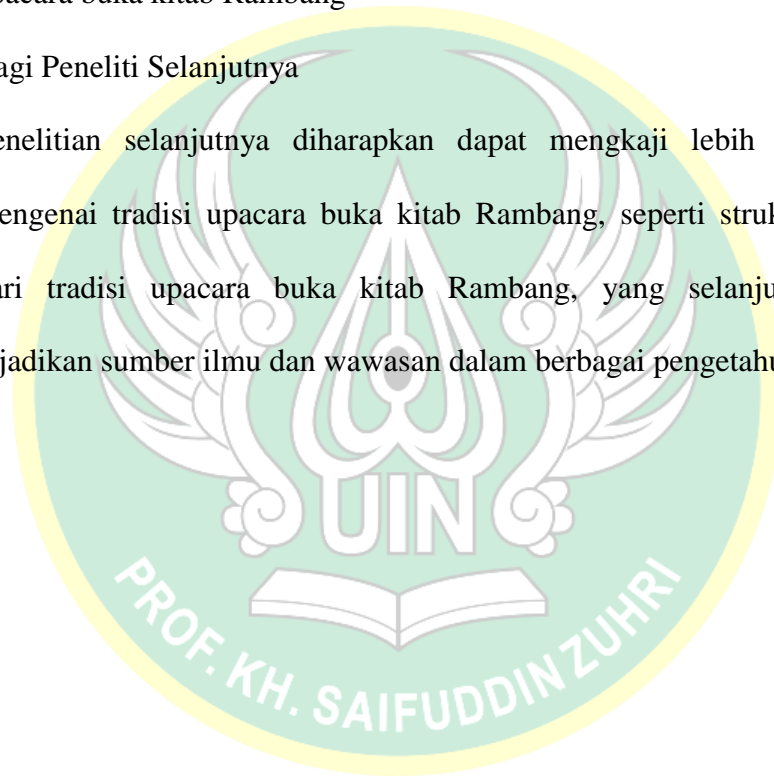 pacara buka kitab Rambang
agi Peneliti Selanjutnya
enelitian selanjutnya diharapkan dapat mengkaji lebih
engenai tradisi upacara buka kitab Rambang, seperti struk
ari tradisi upacara buka kitab Rambang, yang selanju
jadikan sumber ilmu dan wawasan dalam berbagai pengetahu
UIN
PROF. KH. SAIFUDDIN ZUHRI